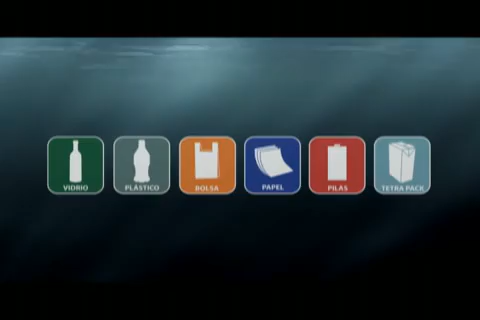 VIDRIO
PLÁSTICO
BOLSA
PAPEL
PILAS
TETRA PACK